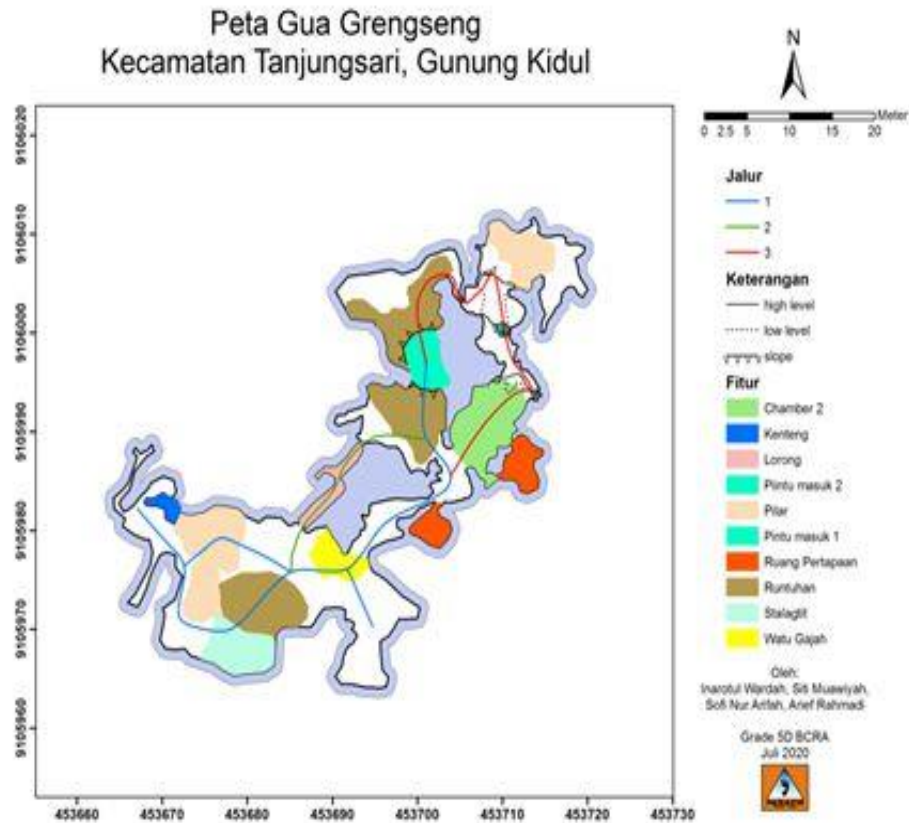 Peta Gua Grengseng
Kecamatan Tanjungsari, Gunung Kidul
N
Meter
0 2.5 5 10 15 20
Jalur
1
2
3
Keterangan
high level
low level
slope
Fitur
Chamber 2
Kenteng
Lorong
Piintu masuk 2
Pilar
Pintu masuk 1
Ruang Pertapaan
Runtuhan
Stalagtit
Watu Gajah
Oleh:
Inarotul Wardah, Siti Muawiyah,
Sofi Nur Arifah, Arief Rahmadi
Grade 5D BCRA
Juli 2020
9106020
9106010
9106000
9105990
9105980
9105970
9105960
453660 453670 453680 453690 453700 453710 453720 453730